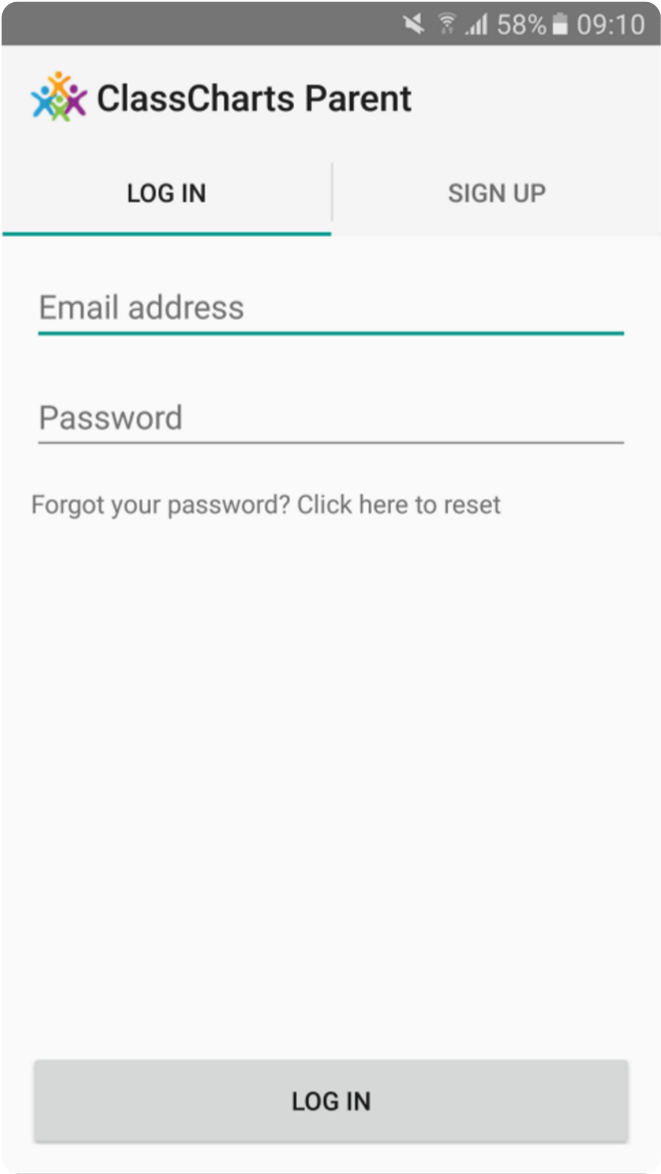 58% 09:10
ClassCharts Parent
LOG IN SIGN UP
Email address
Password
Forgot your password? Click here to reset
LOG IN